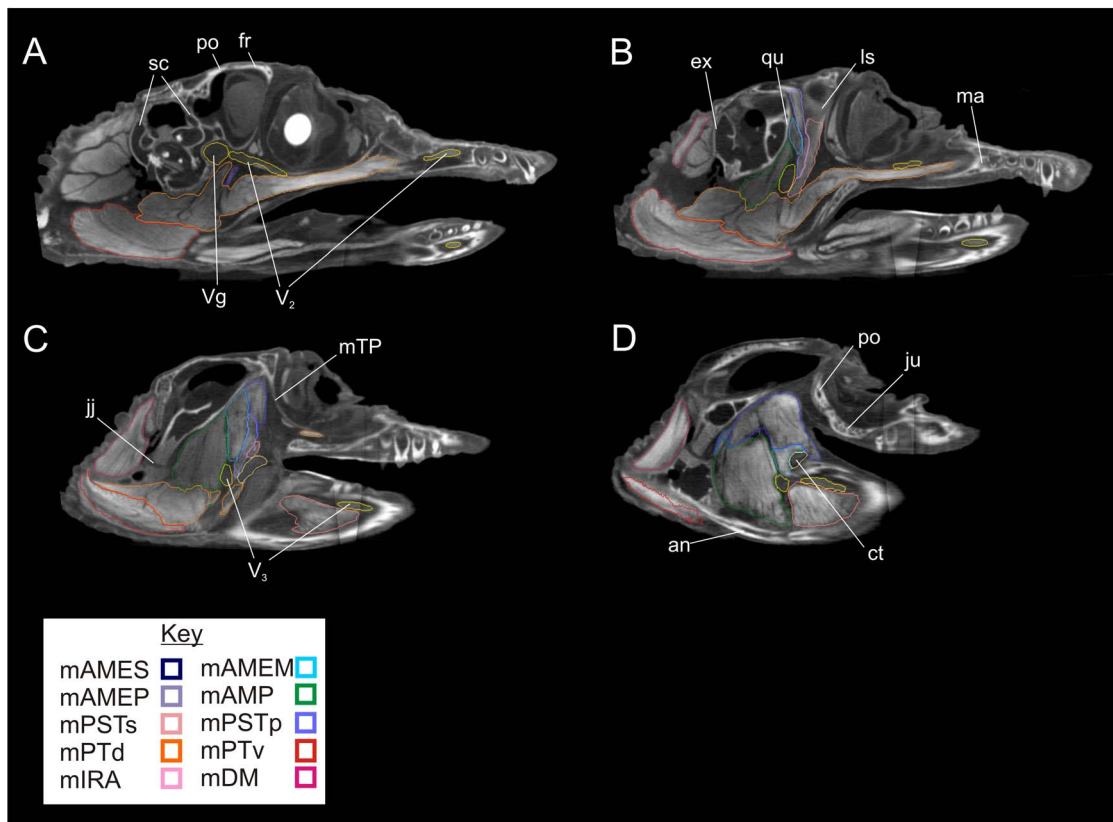 A
sc
po
fr
Vg
V₂
B
ex
qu
ls
ma
C
jj
mTP
V₃
D
po
ju
an
ct
Key
mAMES mAMEM
mAMEP mAMP
mPSTs mPSTp
mPTd mPTv
mIRA mDM